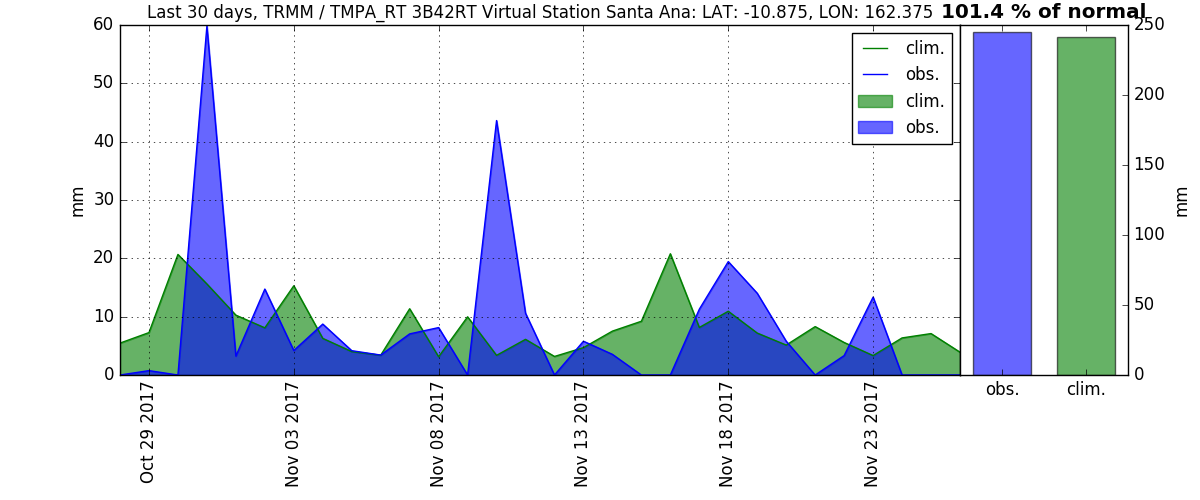 Last 30 days, TRMM / TMPA_RT 3B42RT Virtual Station Santa Ana: LAT: -10.875, LON: 162.375 101.4 % of normal
60
50
40
30
20
10
0
mm
clim.
obs.
clim.
obs.
250
200
150
100
50
0
mm
obs. clim.
Oct 29 2017
Nov 03 2017
Nov 08 2017
Nov 13 2017
Nov 18 2017
Nov 23 2017